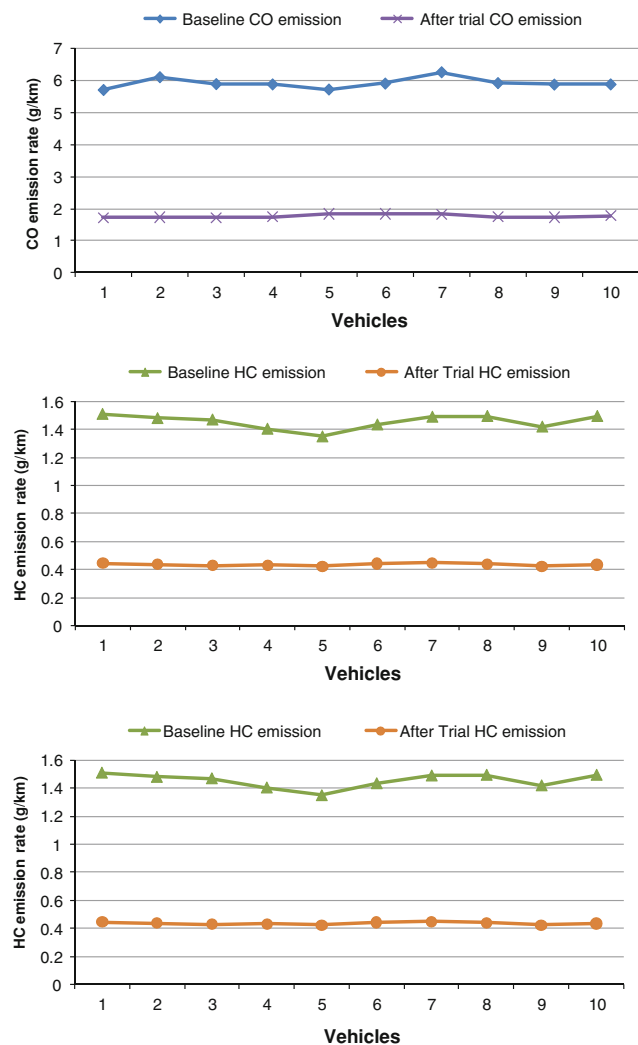 Baseline CO emission After trial CO emission
7
6
5
4
3
2
1
0
CO emission rate (g/km)
1 2 3 4 5 6 7 8 9 10
Vehicles
Baseline HC emission After Trial HC emission
1.6
1.4
1.2
1
0.8
0.6
0.4
0.2
0
HC emission rate (g/km)
1 2 3 4 5 6 7 8 9 10
Vehicles
Baseline HC emission After Trial HC emission
1.6
1.4
1.2
1
0.8
0.6
0.4
0.2
0
HC emission rate (g/km)
1 2 3 4 5 6 7 8 9 10
Vehicles